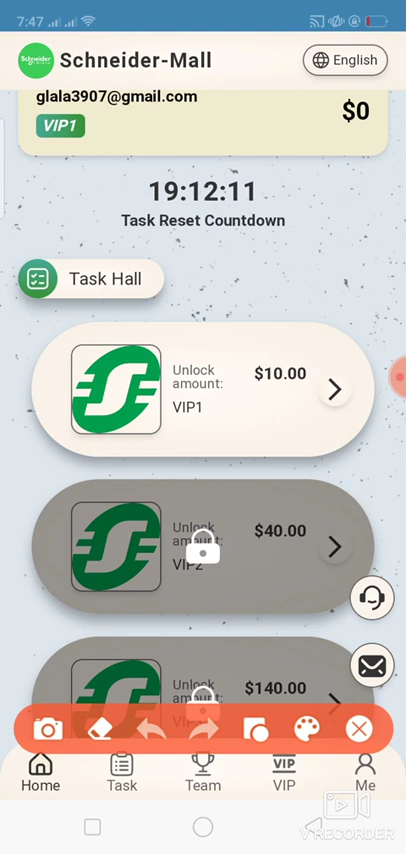 7:47
Schneider
Schneider-Mall
English
glala3907@gmail.com
$0
VIP1
19:12:11
Task Reset Countdown
Task Hall
Unlock
amount:
$10.00
VIP1
Unlock
amount:
$40.00
VIP2
Unlock
$140.00
Home
Task
Team
VIP
VIP
Me
V RECORDER